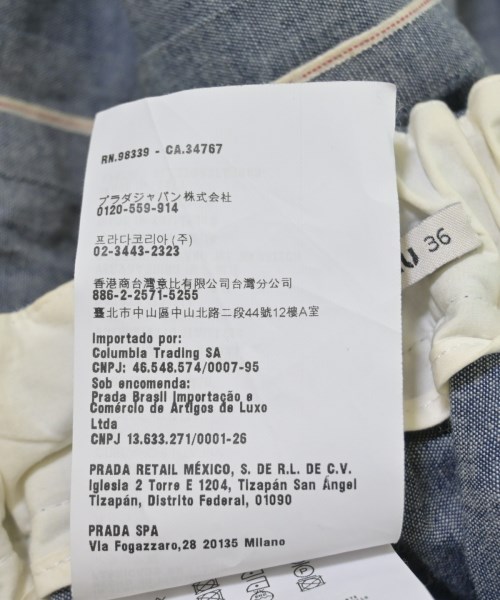 RN.98339 - CA.34767
プラダジャパン株式会社
0120-559-914
프라다코리아 (주)
02-3443-2323
香港商台灣意比有限公司台灣分公司
886-2-2571-5255
臺北市中山區中山北路二段44號12樓A室
Importado por:
Columbia Trading SA
CNPJ: 46.548.574/0007-95
Sob encomenda:
Prada Brasil Importação e
Comércio de Artigos de Luxo
Ltda
CNPJ 13.633.271/0001-26
PRADA RETAIL MÉXICO, S. DE R.L. DE C.V.
Iglesia 2 Torre E 1204, Tizapán San Ángel
Tizapán, Distrito Federal, 01090
PRADA SPA
Via Fogazzaro,28 20135 Milano
36